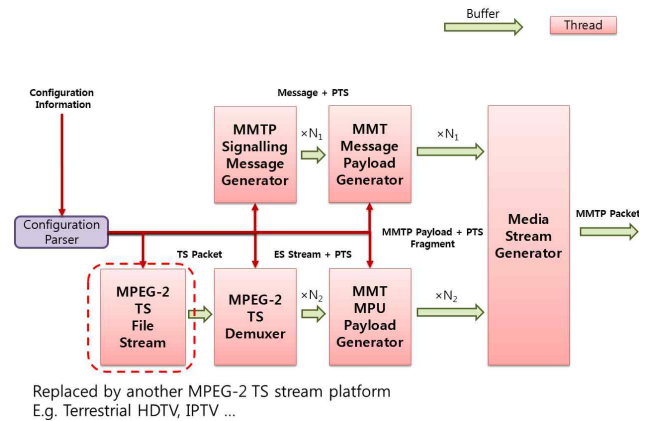 Buffer
Thread
Configuration
Information
Message + PTS
MMTP
Signalling
Message
Generator
×N₁
MMT
Message
Payload
Generator
×N₁
Media
Stream
Generator
MMTP Packet
Configuration
Parser
TS Packet
ES Stream + PTS
MMTP Payload + PTS
Fragment
MPEG-2
TS
File
Stream
MPEG-2
TS
Demuxer
×N₂
MMT
MPU
Payload
Generator
×N₂
Replaced by another MPEG-2 TS stream platform
E.g. Terrestrial HDTV, IPTV ...